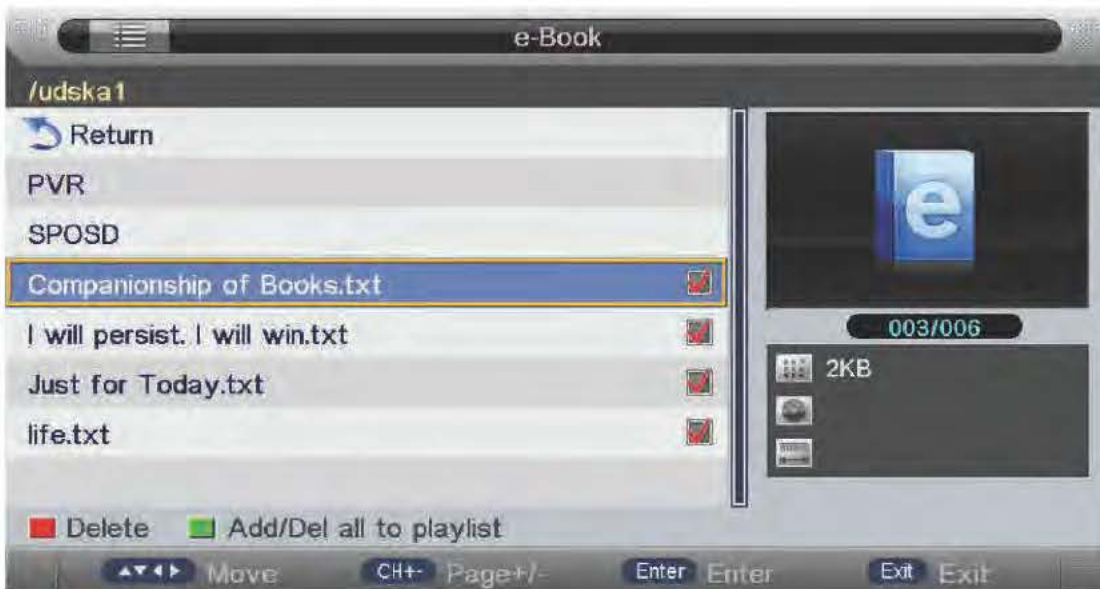 e-Book
/udska1
Return
PVR
SPOSD
Companionship of Books.txt
I will persist. I will win.txt
Just for Today.txt
life.txt
e
003/006
2KB
Delete Add/Del all to playlist
Move CH+- Page+/- Enter Enter Exit Exit